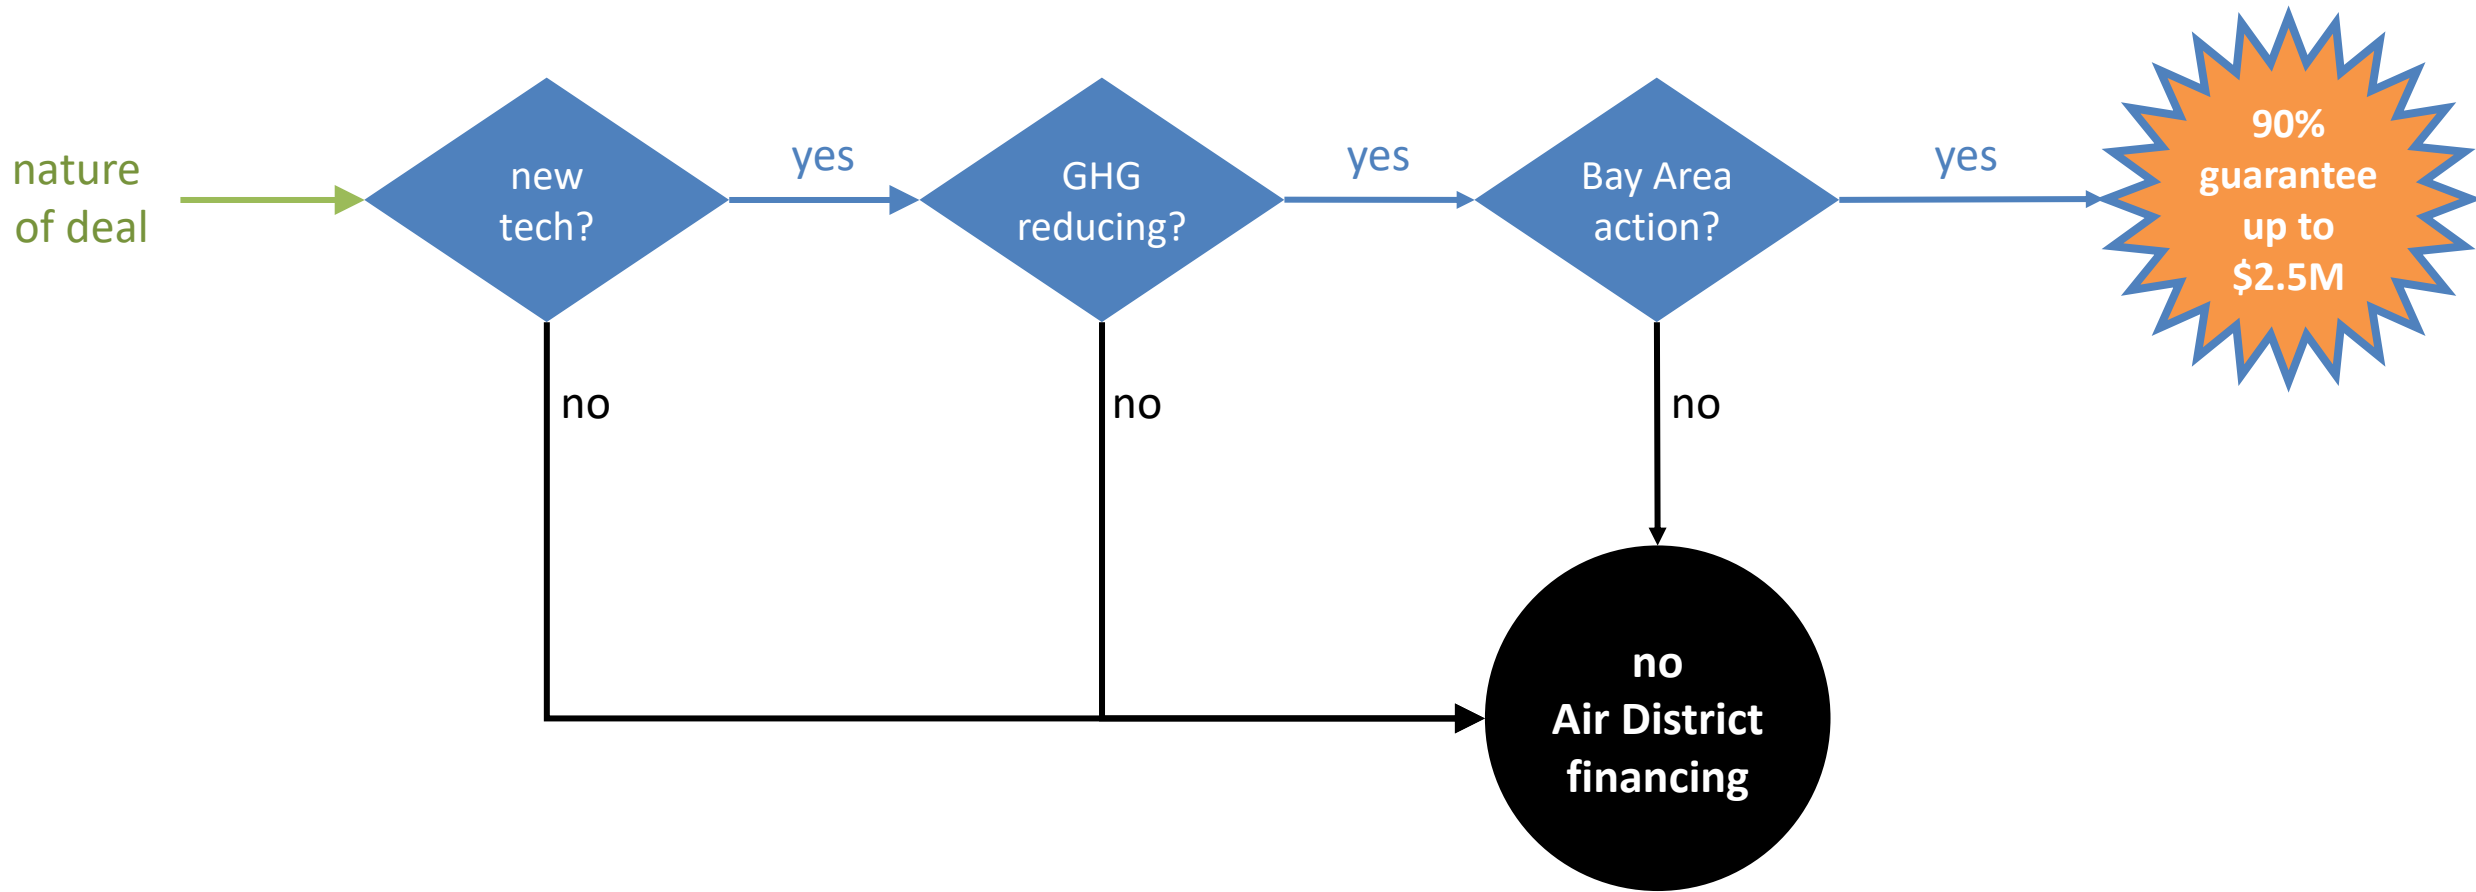 nature
of deal
new
tech?
yes
GHG
reducing?
yes
Bay Area
action?
yes
90%
guarantee
up to
$2.5M
no
no
no
no
Air District
financing